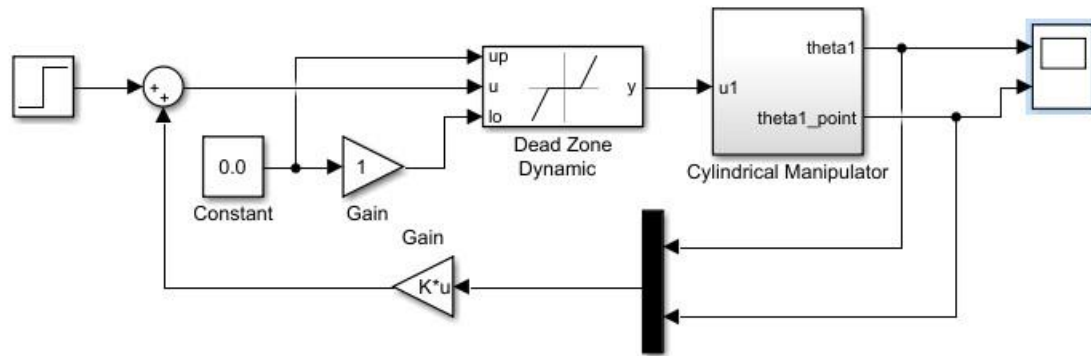 theta1
up
+
u
y
u1
+
lo
theta1_point
0.0
1
Dead Zone
Dynamic
Cylindrical Manipulator
Constant
Gain
Gain
K*u